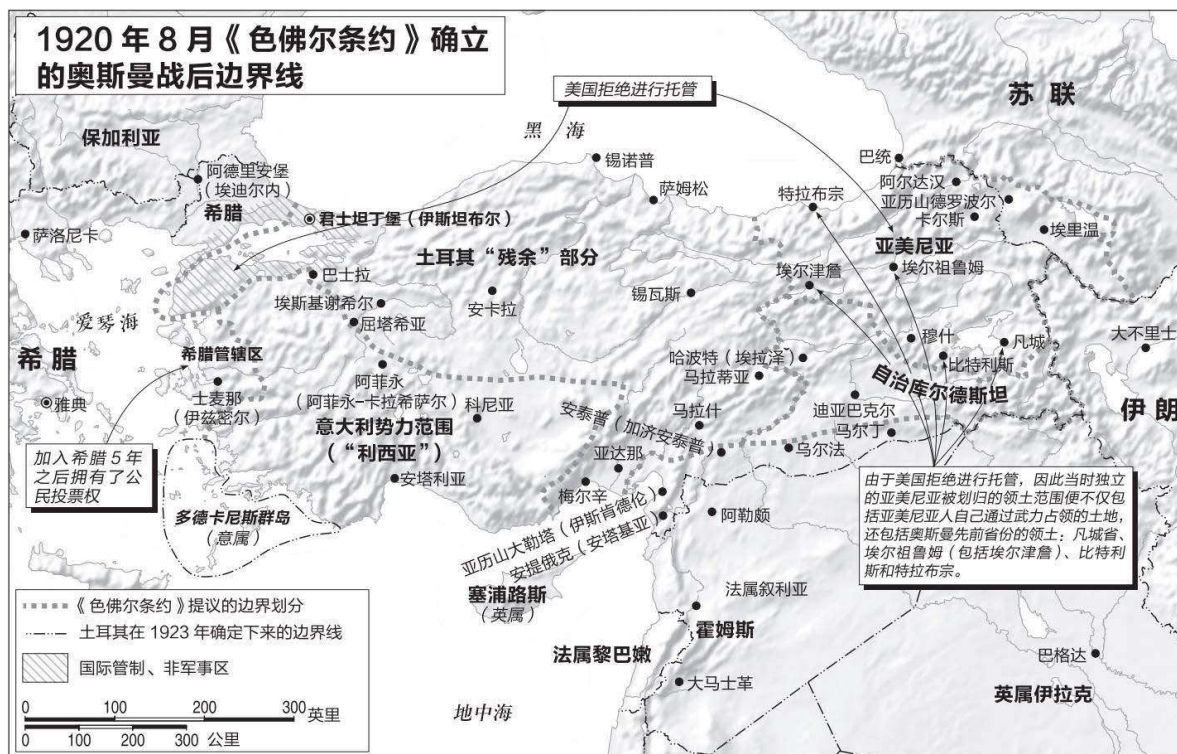 1920 年 8 月《色佛尔条约》确立
的奥斯曼战后边界线
美国拒绝进行托管
苏联
黑海
保加利亚
阿德里安堡
（埃迪尔内）
希腊
萨洛尼卡
君士坦丁堡（伊斯坦布尔）
锡诺普
萨姆松
特拉布宗
巴统
阿尔达汉
亚历山德罗波尔
卡尔斯
埃里温
亚美尼亚
埃尔祖鲁姆
土耳其“残余”部分
巴士拉
埃斯基谢希尔
屈塔希亚
安卡拉
锡瓦斯
埃尔津詹
爱琴海
希腊
雅典
希腊管辖区
士麦那
（伊兹密尔）
阿菲永
（阿菲永–卡拉希萨尔）
科尼亚
意大利势力范围
（“利西亚”）
安塔利亚
哈波特（埃拉泽）
马拉蒂亚
穆什
比特利斯
凡城
大不里士
自治库尔德斯坦
迪亚巴克尔
马尔丁
伊朗
马拉什
安泰普（加济安泰普）
乌尔法
亚达那
梅尔辛
加入希腊 5 年
之后拥有了公
民投票权
多德卡尼斯群岛
（意属）
亚历山大勒塔（伊斯肯德伦）
安提俄克（安塔基亚）
阿勒颇
由于美国拒绝进行托管，因此当时独立
的亚美尼亚被划归的领土范围便不仅包
括亚美尼亚人自己通过武力占领的土地，
还包括奥斯曼先前省份的领土：凡城省、
埃尔祖鲁姆（包括埃尔津詹）、比特利
斯和特拉布宗。
塞浦路斯
（英属）
法属叙利亚
霍姆斯
法属黎巴嫩
大马士革
地中海
巴格达
英属伊拉克
《色佛尔条约》提议的边界划分
土耳其在 1923 年确定下来的边界线
国际管制、非军事区
0 100 200 300 英里
0 100 200 300 公里